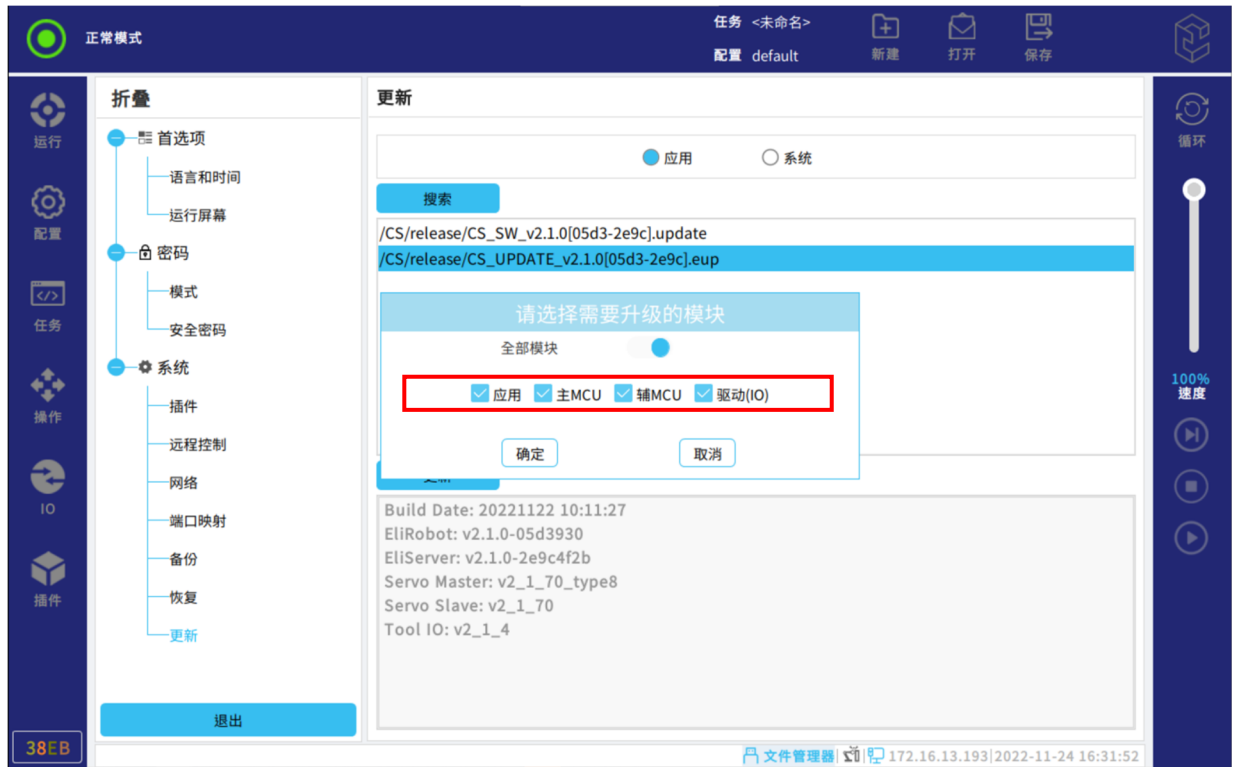 正常模式
任务 <未命名>
配置 default
新建
打开
保存
运行
配置
任务
操作
IO
插件
38EB
折叠
首选项
语言和时间
运行屏幕
密码
模式
安全密码
系统
插件
远程控制
网络
端口映射
备份
恢复
更新
退出
更新
应用 系统
搜索
/CS/release/CS_SW_v2.1.0[05d3-2e9c].update
/CS/release/CS_UPDATE_v2.1.0[05d3-2e9c].eup
请选择需要升级的模块
全部模块
应用 主MCU 辅MCU 驱动(IO)
确定 取消
更新
Build Date: 20221122 10:11:27
EliRobot: v2.1.0-05d3930
EliServer: v2.1.0-2e9c4f2b
Servo Master: v2_1_70_type8
Servo Slave: v2_1_70
Tool IO: v2_1_4
循环
100%
速度
文件管理器 172.16.13.193 2022-11-24 16:31:52